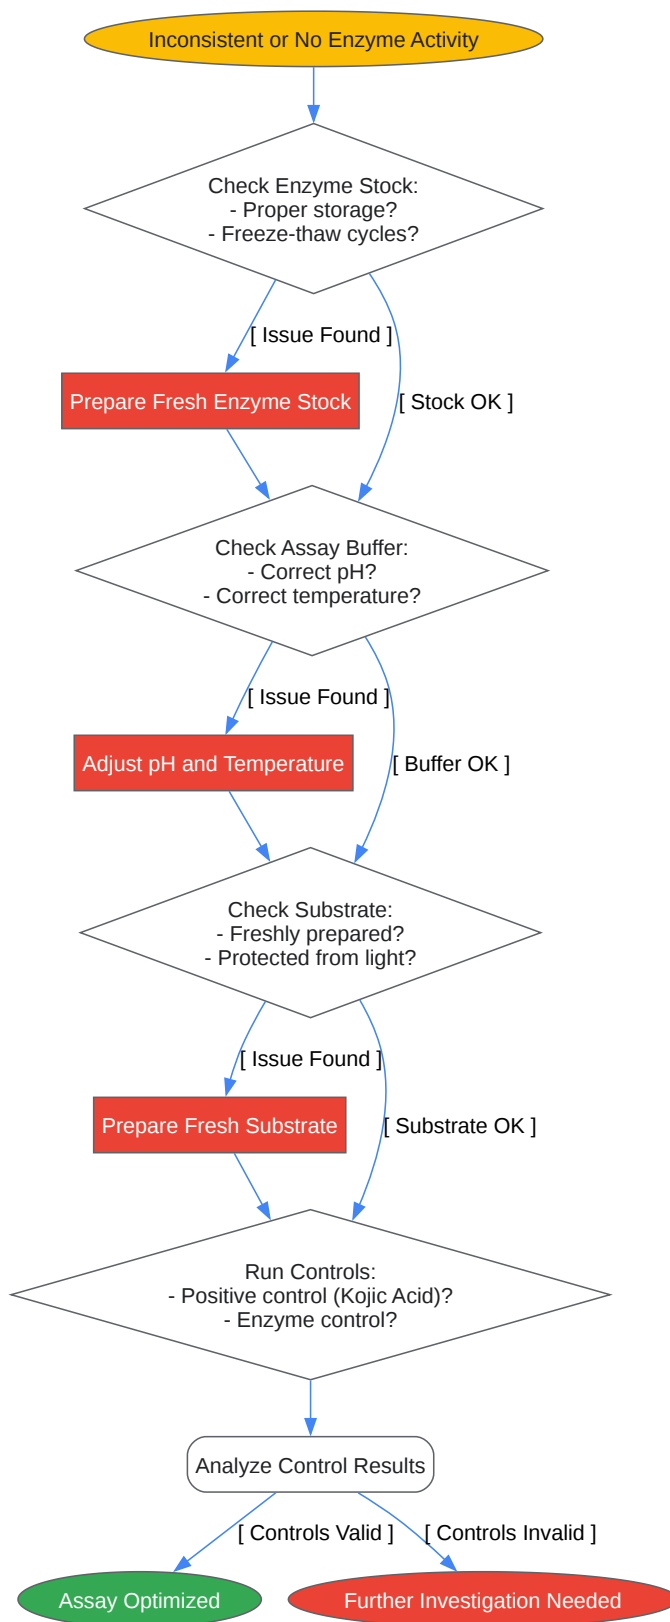 Inconsistent or No Enzyme Activity
Check Enzyme Stock:
- Proper storage?
- Freeze-thaw cycles?
[ Issue Found ]
Prepare Fresh Enzyme Stock
[ Stock OK ]
Check Assay Buffer:
- Correct pH?
- Correct temperature?
[ Issue Found ]
Adjust pH and Temperature
[ Buffer OK ]
Check Substrate:
- Freshly prepared?
- Protected from light?
[ Issue Found ]
Prepare Fresh Substrate
[ Substrate OK ]
Run Controls:
- Positive control (Kojic Acid)?
- Enzyme control?
Analyze Control Results
[ Controls Valid ]
[ Controls Invalid ]
Assay Optimized
Further Investigation Needed